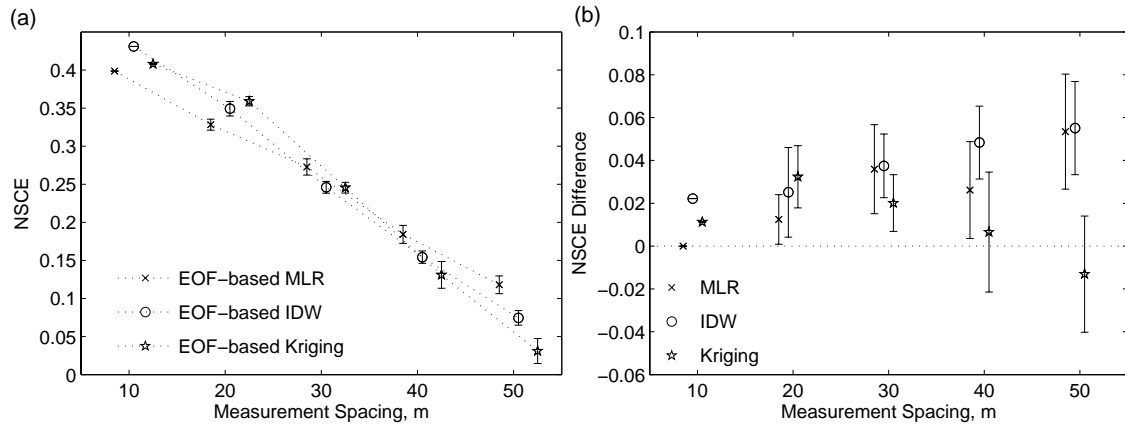 (a)
NSCE
0.4
0.35
0.3
0.25
0.2
0.15
0.1
0.05
0
EOF−based MLR
EOF−based IDW
EOF−based Kriging
10 20 30 40 50
Measurement Spacing, m
(b)
NSCE Difference
0.1
0.08
0.06
0.04
0.02
0
−0.02
−0.04
−0.06
MLR
IDW
Kriging
10 20 30 40 50
Measurement Spacing, m